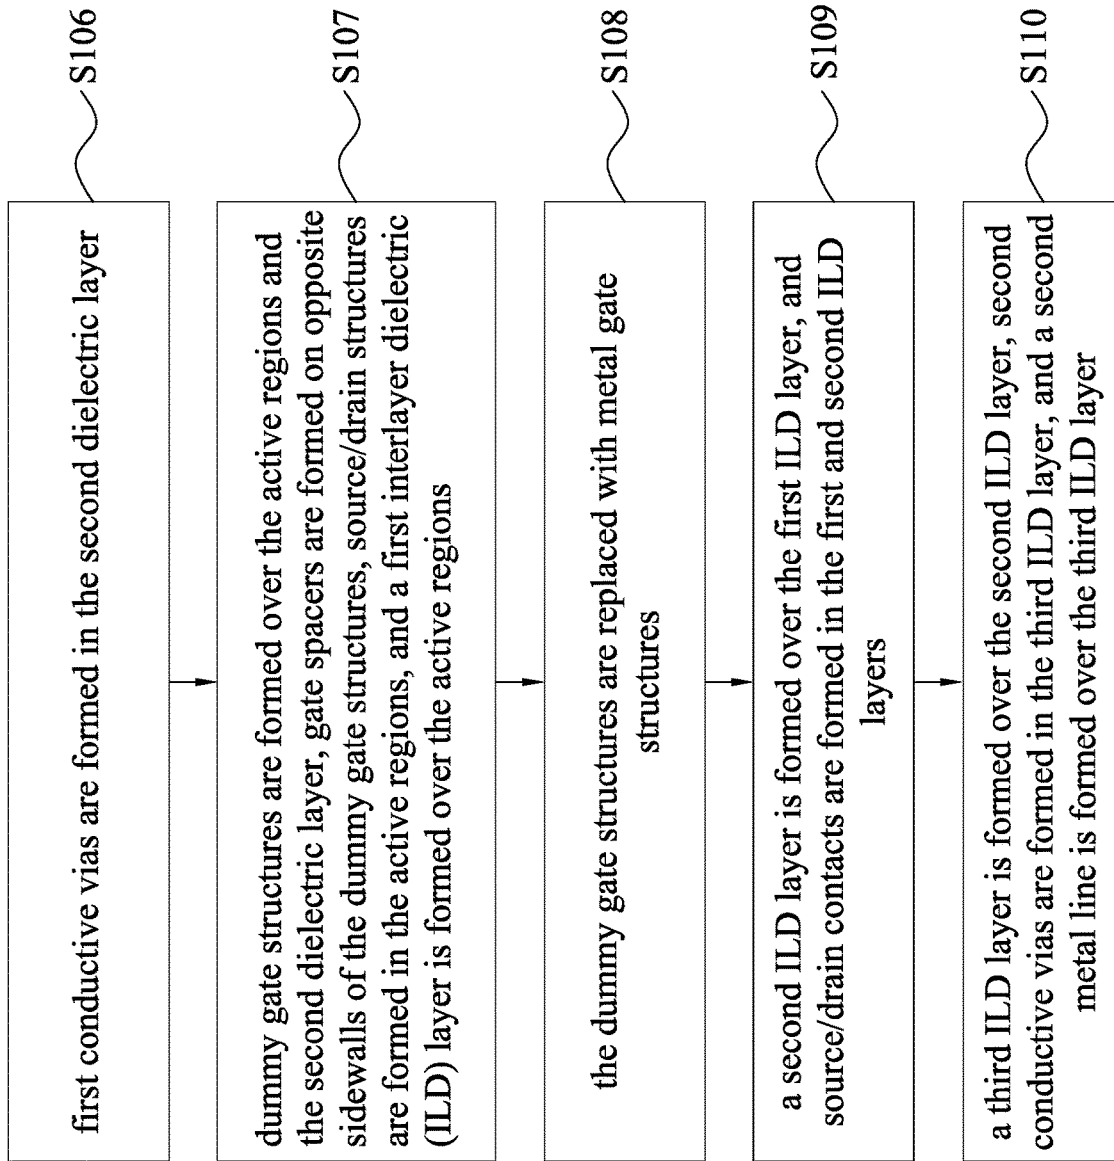 first conductive vias are formed in the second dielectric layer
S106
dummy gate structures are formed over the active regions and
the second dielectric layer, gate spacers are formed on opposite
sidewalls of the dummy gate structures, source/drain structures
are formed in the active regions, and a first interlayer dielectric
(ILD) layer is formed over the active regions
S107
the dummy gate structures are replaced with metal gate
structures
S108
a second ILD layer is formed over the first ILD layer, and
source/drain contacts are formed in the first and second ILD
layers
S109
a third ILD layer is formed over the second ILD layer, second
conductive vias are formed in the third ILD layer, and a second
metal line is formed over the third ILD layer
S110